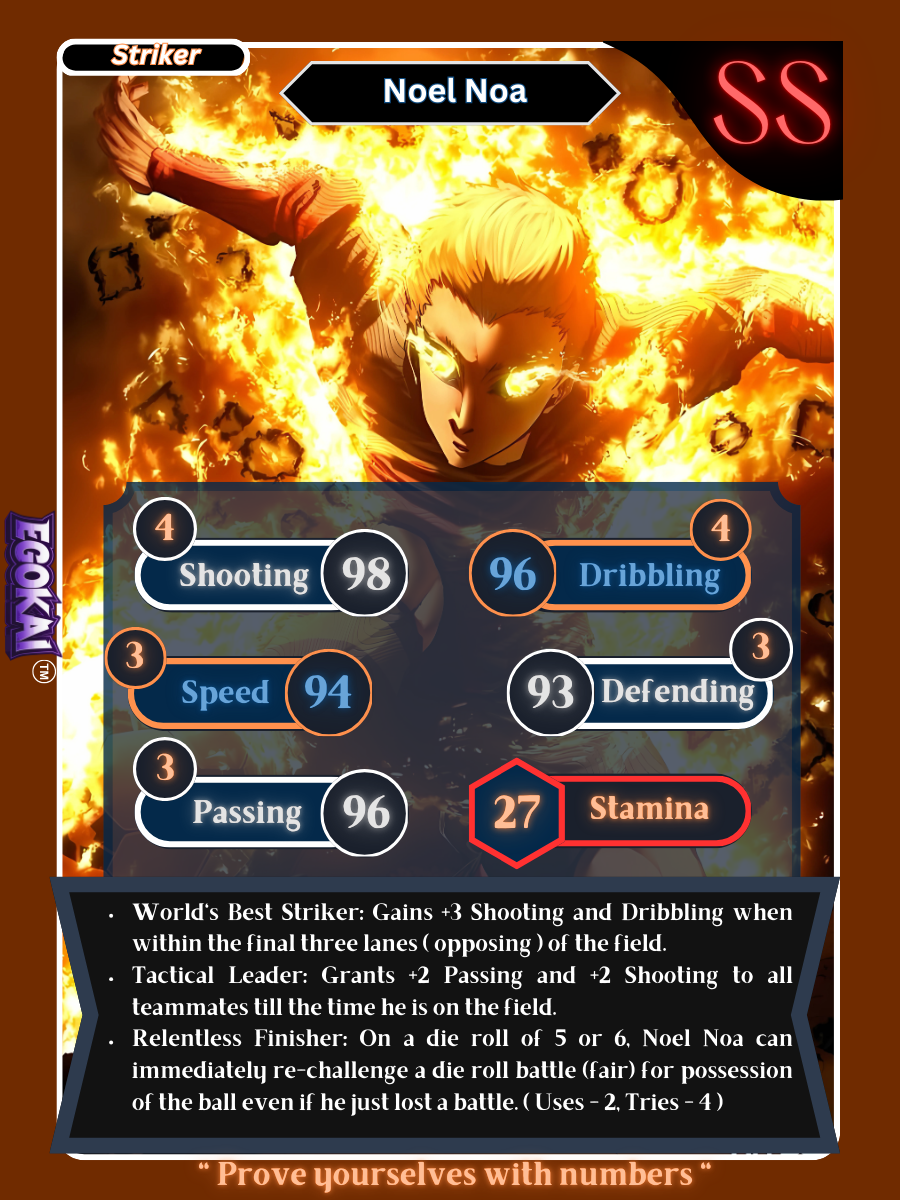 Striker
Noel Noa
SS
4
Shooting 98
4
96 Dribbling
3
Speed 94
3
93 Defending
3
Passing 96
27 Stamina
EGOKAI
TM
• World's Best Striker: Gains +3 Shooting and Dribbling when
within the final three lanes ( opposing ) of the field.
• Tactical Leader: Grants +2 Passing and +2 Shooting to all
teammates till the time he is on the field.
• Relentless Finisher: On a die roll of 5 or 6, Noel Noa can
immediately re-challenge a die roll battle (fair) for possession
of the ball even if he just lost a battle. ( Uses - 2, Tries - 4 )
" Prove yourselves with numbers "